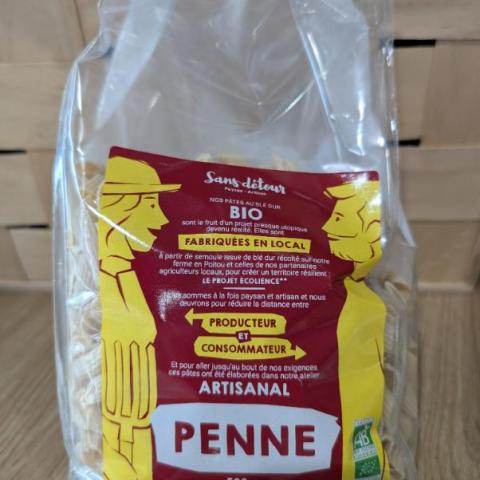 Sans détour
Paysan - Artisan
NOS PÂTES AU BLÉ DUR
BIO
sont le fruit d'un projet presque utopique
devenu réalité. Elles sont
FABRIQUÉES EN LOCAL
à partir de semoule issue de blé dur récolté sur notre
ferme en Poitou et celles de nos partenaires
agriculteurs locaux, pour créer un territoire résilient :
LE PROJET ÉCOLIENCE**
Nous sommes à la fois paysan et artisan et nous
œuvrons pour réduire la distance entre
PRODUCTEUR
ET
CONSOMMATEUR
Et pour aller jusqu'au bout de nos exigences
ces pâtes ont été élaborées dans notre atelier
ARTISANAL
PENNE
AB